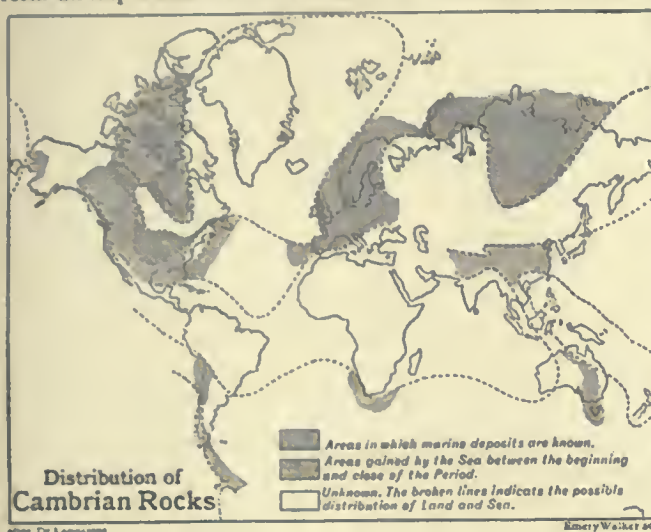 Areas in which marine deposits are known.
Areas gained by the Sea between the beginning
and close of the Period.
Unknown. The broken lines indicate the possible
distribution of Land and Sea.
Distribution of
Cambrian Rocks
Emery Walker